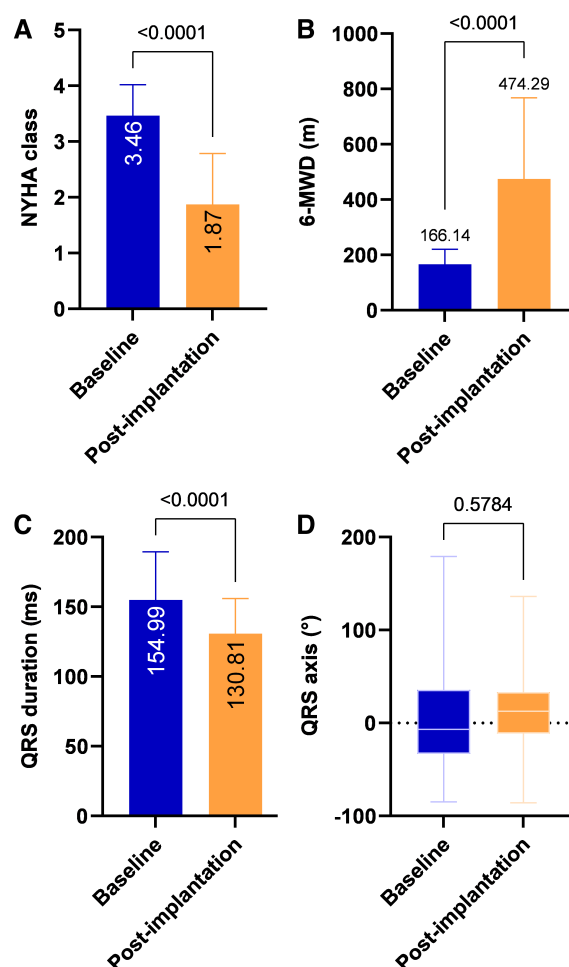 A
<0.0001
NYHA class
5
4
3
2
1
0
3.46
1.87
Baseline
Post-implantation
B
<0.0001
6-MWD (m)
1000
800
600
400
200
0
166.14
474.29
Baseline
Post-implantation
C
<0.0001
QRS duration (ms)
200
150
100
50
0
154.99
130.81
Baseline
Post-implantation
D
0.5784
QRS axis (°)
200
100
0
-100
Baseline
Post-implantation